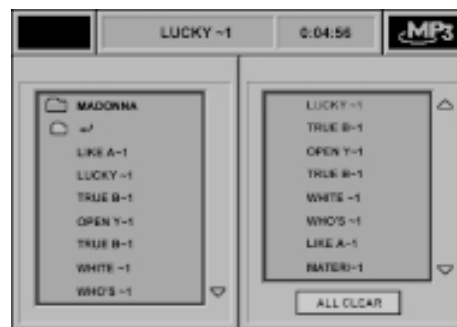 LUCKY ~1
0:04:56
MP3
MADONNA
LIKE A~1
LUCKY ~1
TRUE B~1
OPEN Y~1
TRUE B~1
WHITE ~1
WHO'S ~1
LUCKY ~1
TRUE B~1
OPEN Y~1
TRUE B~1
WHITE ~1
WHO'S ~1
LIKE A~1
MATERI~1
ALL CLEAR